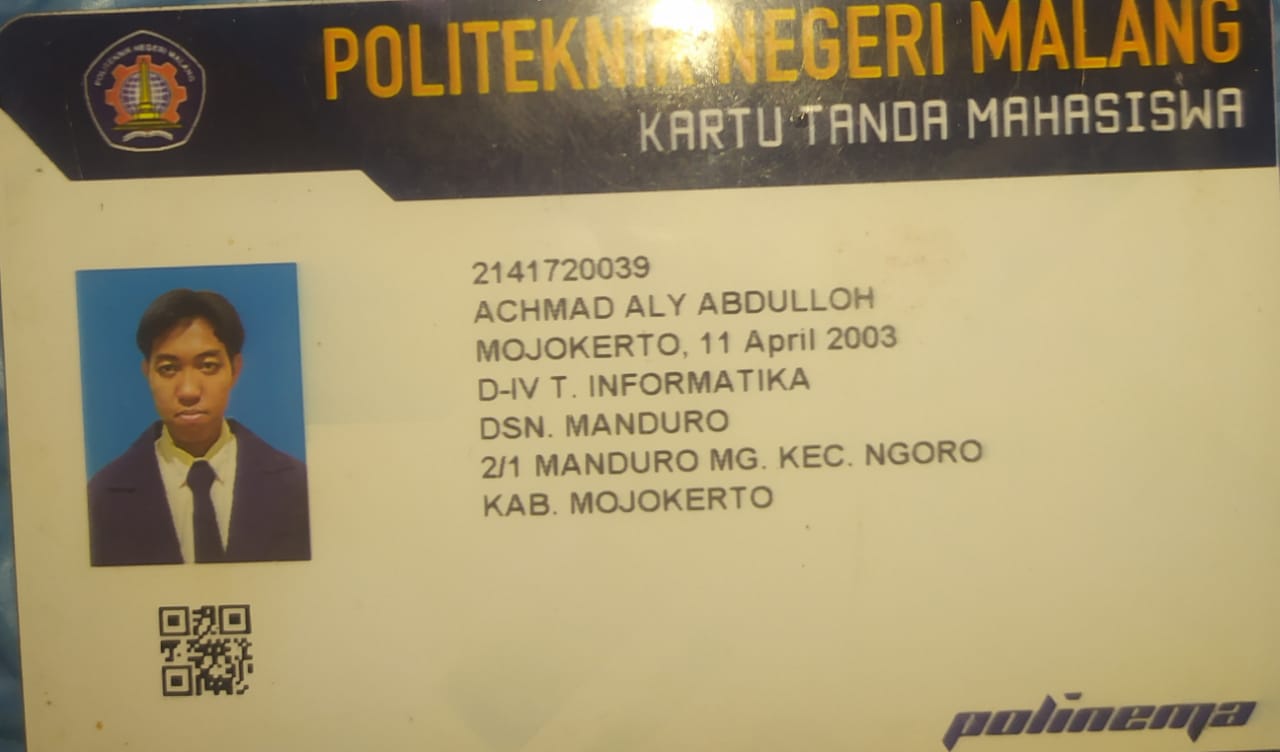 POLITEKNIK NEGERI MALANG
KARTU TANDA MAHASISWA
POLITEKNIK NEGERI MALANG
2141720039
ACHMAD ALY ABDULLOH
MOJOKERTO, 11 April 2003
D-IV T. INFORMATIKA
DSN. MANDURO
2/1 MANDURO MG. KEC. NGORO
KAB. MOJOKERTO
polinema